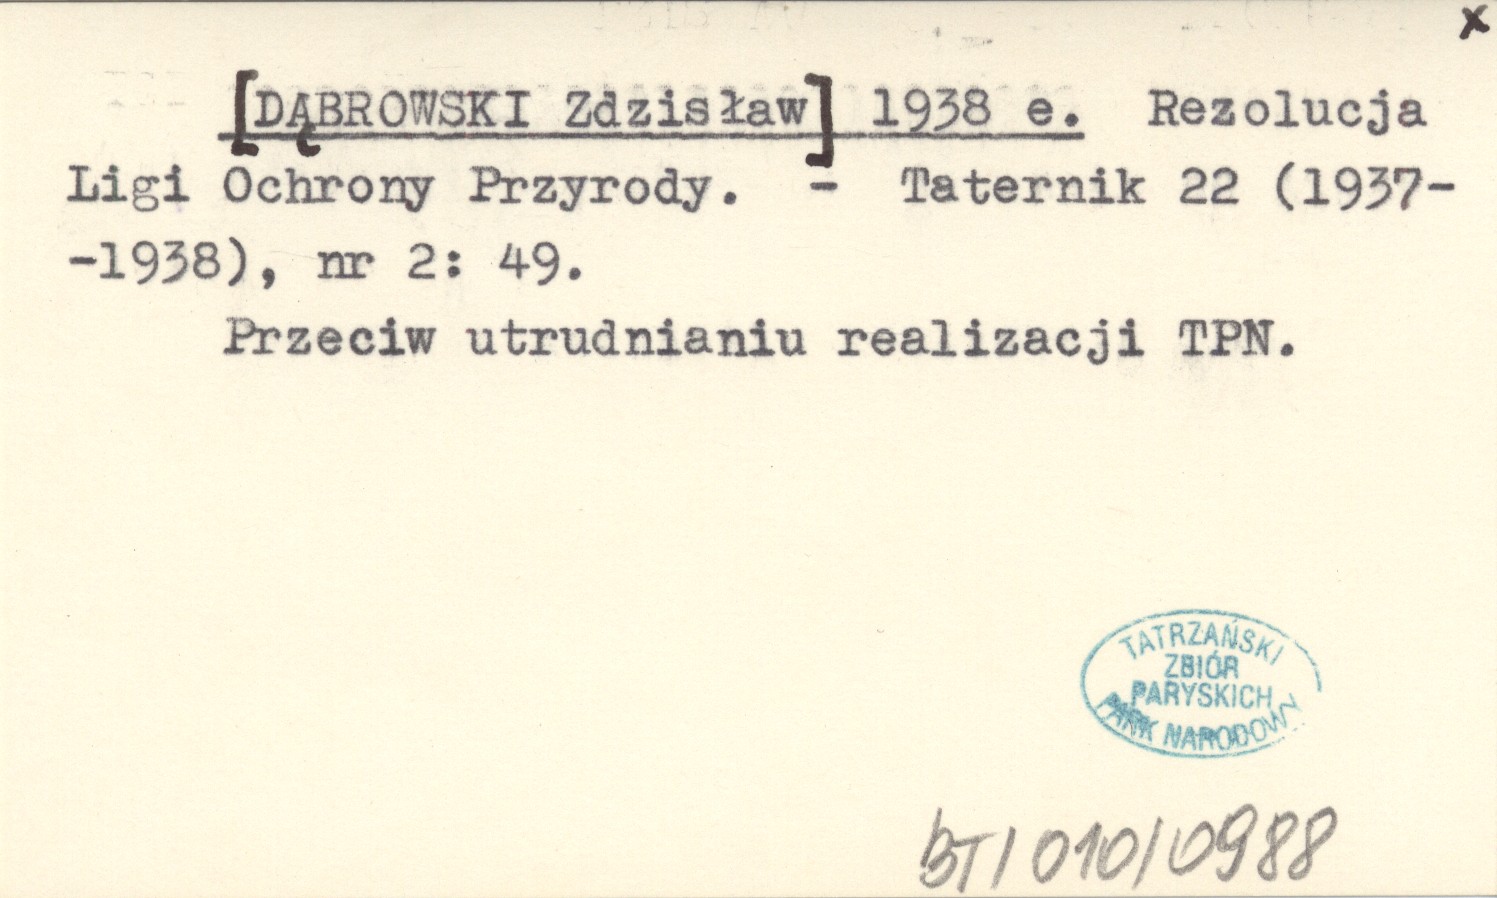 x
[DĄBROWSKI Zdzisław] 1938 e. Rezolucja
Ligi Ochrony Przyrody. - Taternik 22 (1937-
-1938), nr 2: 49.
Przeciw utrudnianiu realizacji TPN.
TATRZAŃSKI
ZBIÓR
PARYSKICH
PARK NARODOWY
BT/010/0988